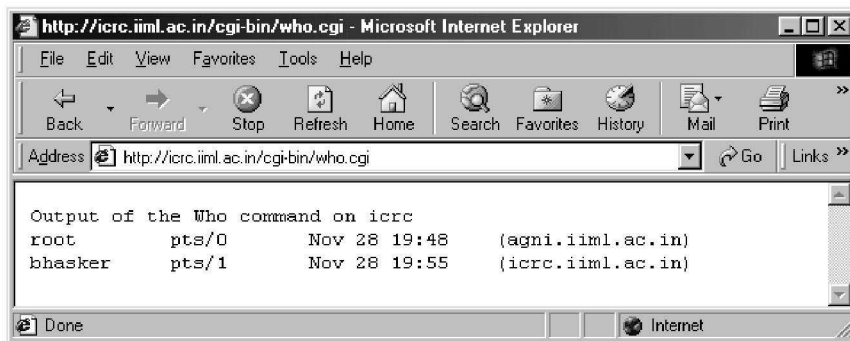 http://icrc.iiml.ac.in/cgi-bin/who.cgi - Microsoft Internet Explorer
File Edit View Favorites Tools Help
Back Forward Stop Refresh Home Search Favorites History Mail Print »
Address http://icrc.iiml.ac.in/cgi-bin/who.cgi Go Links »
Output of the Who command on icrc
root pts/0 Nov 28 19:48 (agni.iiml.ac.in)
bhasker pts/1 Nov 28 19:55 (icrc.iiml.ac.in)
Done Internet